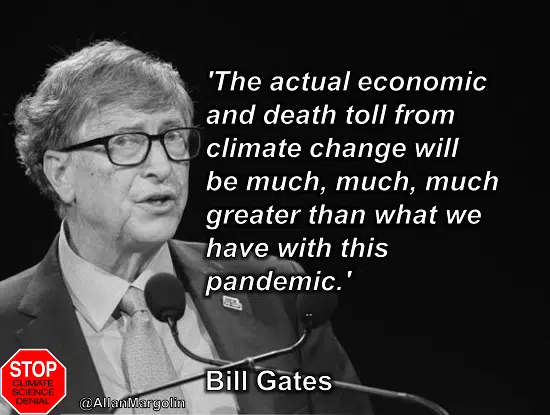 'The actual economic
and death toll from
climate change will
be much, much, much
greater than what we
have with this
pandemic.'
Bill Gates
STOP
CLIMATE
SCIENCE
DENIAL
@AllanMargolin